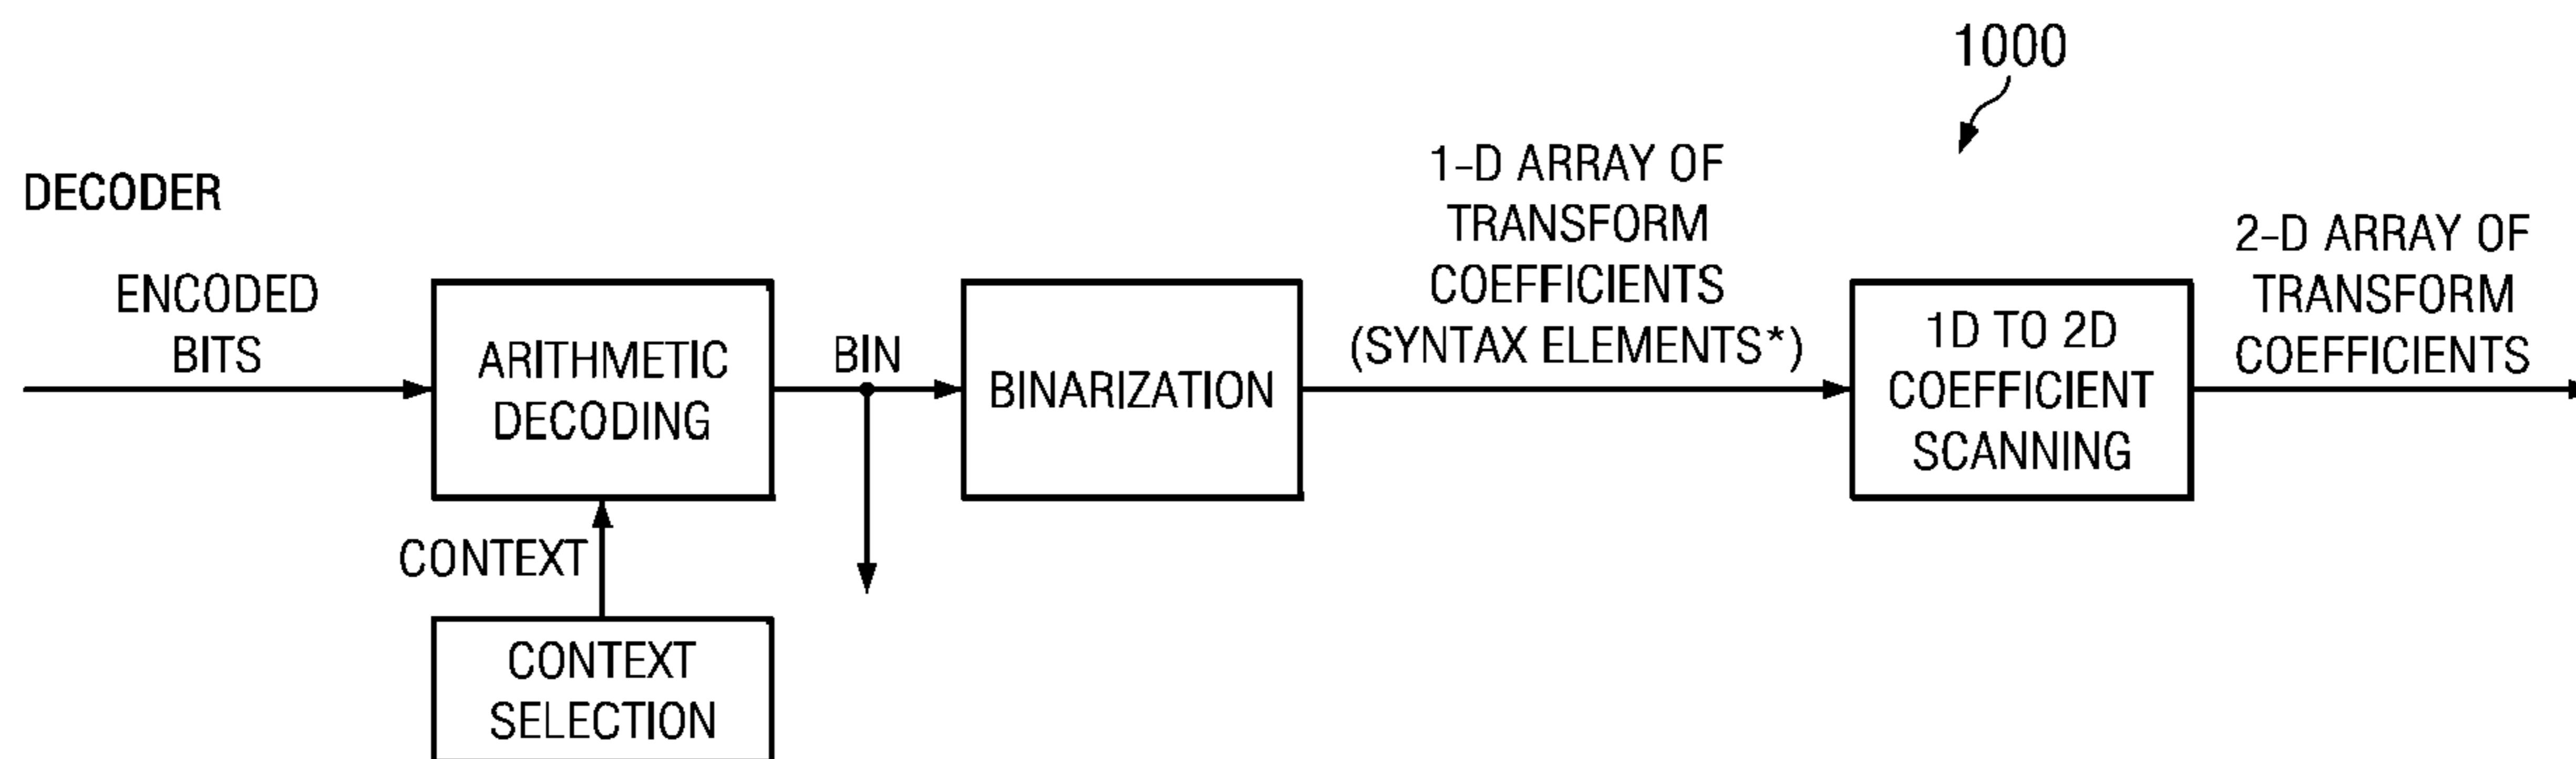 1000
DECODER
ENCODED
BITS
ARITHMETIC
DECODING
BIN
BINARIZATION
1-D ARRAY OF
TRANSFORM
COEFFICIENTS
(SYNTAX ELEMENTS*)
1D TO 2D
COEFFICIENT
SCANNING
2-D ARRAY OF
TRANSFORM
COEFFICIENTS
CONTEXT
CONTEXT
SELECTION